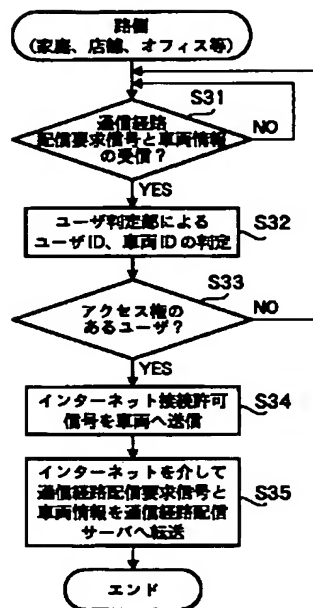 路側
(家庭、店舗、オフィス等)
S31
通信経路
配信要求信号と車両情報
の受信?
NO
YES
ユーザ判定部による
ユーザID、車両IDの判定
S32
S33
アクセス権の
あるユーザ?
NO
YES
インターネット接続許可
信号を車両へ送信
S34
インターネットを介して
通信経路配信要求信号と
車両情報を通信経路配信
サーバへ転送
S35
エンド